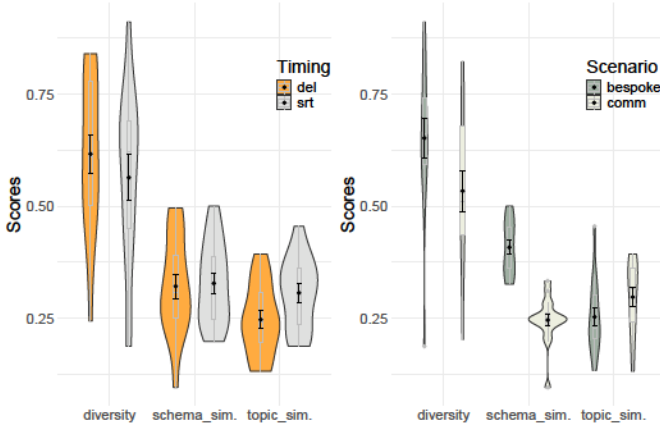 Timing
del
srt
0.75
0.50
0.25
Scores
diversity
schema_sim.
topic_sim.
Scenario
bespoke
comm
0.75
0.50
0.25
Scores
diversity
schema_sim.
topic_sim.